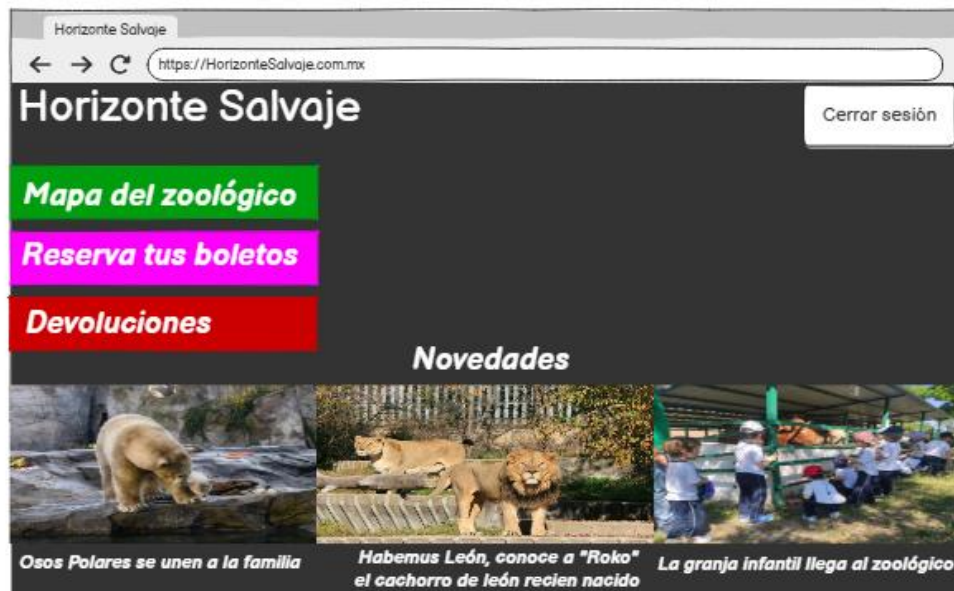 Horizonte Salvaje
https://HorizonteSalvaje.com.mx
Horizonte Salvaje
Cerrar sesión
Mapa del zoológico
Reserva tus boletos
Devoluciones
Novedades
Osos Polares se unen a la familia
Habemus León, conoce a "Roko"
el cachorro de león recien nacido
La granja infantil llega al zoológico